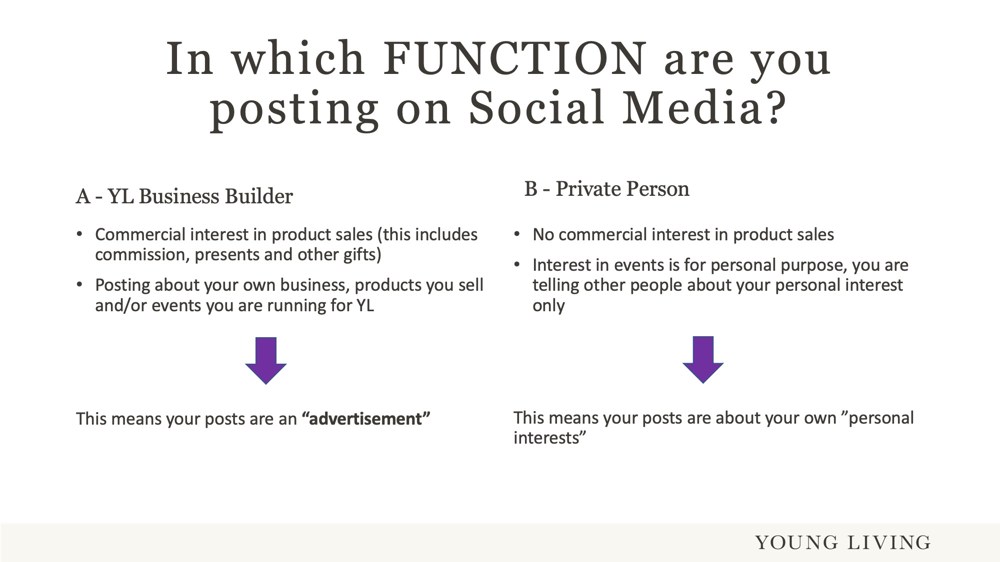 In which FUNCTION are you
posting on Social Media?
A - YL Business Builder
• Commercial interest in product sales (this includes
commission, presents and other gifts)
• Posting about your own business, products you sell
and/or events you are running for YL
This means your posts are an “advertisement”
B - Private Person
• No commercial interest in product sales
• Interest in events is for personal purpose, you are
telling other people about your personal interest
only
This means your posts are about your own ”personal
interests”
YOUNG LIVING